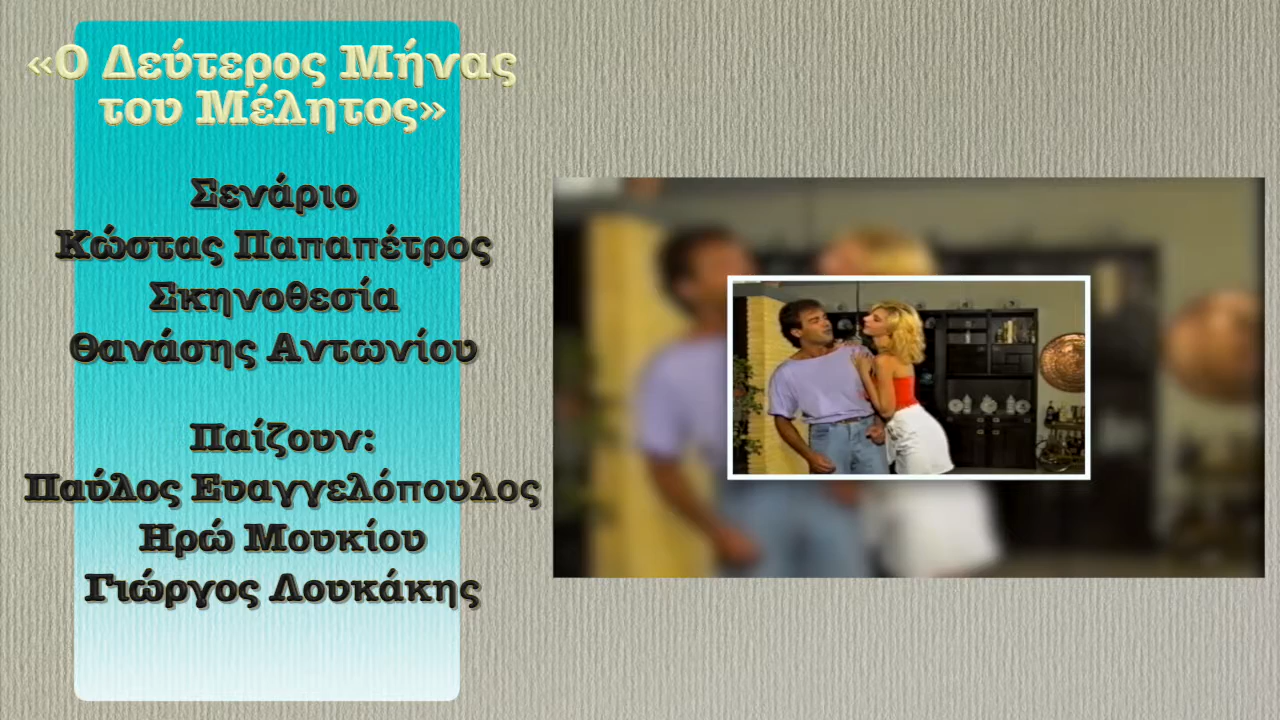 «Ο Δεύτερος Μήνας
του Μέλητος»
Σενάριο
Κώστας Παπαπέτρος
Σκηνοθεσία
Θανάσης Αντωνίου
Παίζουν:
Παύλος Ευαγγελόπουλος
Ηρώ Μουκίου
Γιώργος Λουκάκης